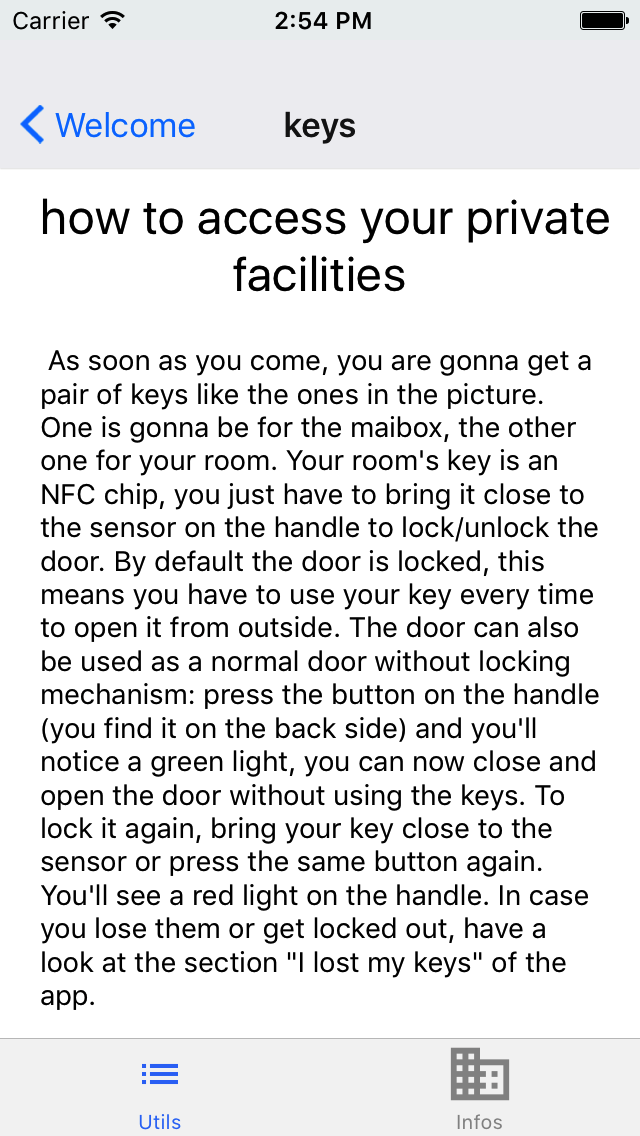 Carrier 2:54 PM
Welcome keys
how to access your private
facilities
As soon as you come, you are gonna get a
pair of keys like the ones in the picture.
One is gonna be for the maibox, the other
one for your room. Your room's key is an
NFC chip, you just have to bring it close to
the sensor on the handle to lock/unlock the
door. By default the door is locked, this
means you have to use your key every time
to open it from outside. The door can also
be used as a normal door without locking
mechanism: press the button on the handle
(you find it on the back side) and you'll
notice a green light, you can now close and
open the door without using the keys. To
lock it again, bring your key close to the
sensor or press the same button again.
You'll see a red light on the handle. In case
you lose them or get locked out, have a
look at the section "I lost my keys" of the
app.
Utils Infos